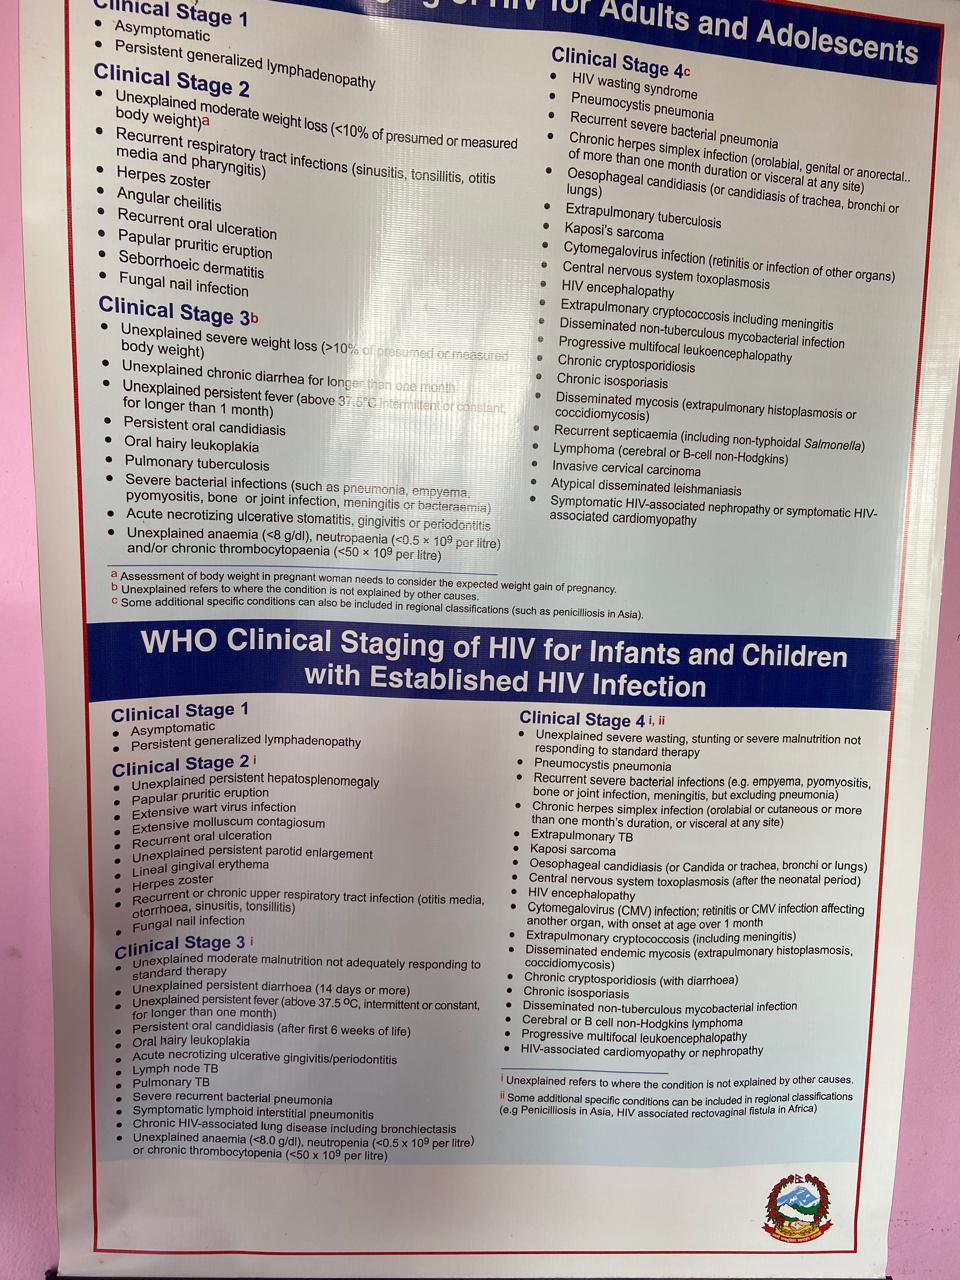 of HIV for Adults and Adolescents
Clinical Stage 1
• Asymptomatic
• Persistent generalized lymphadenopathy
Clinical Stage 2
• Unexplained moderate weight loss (<10% of presumed or measured
body weight)a
• Recurrent respiratory tract infections (sinusitis, tonsillitis, otitis
media and pharyngitis)
• Herpes zoster
• Angular cheilitis
• Recurrent oral ulceration
• Papular pruritic eruption
• Seborrhoeic dermatitis
• Fungal nail infection
Clinical Stage 3b
• Unexplained severe weight loss (>10% of presumed or measured
body weight)
• Unexplained chronic diarrhea for longer than one month
• Unexplained persistent fever (above 37.5°C intermittent or constant,
for longer than 1 month)
• Persistent oral candidiasis
• Oral hairy leukoplakia
• Pulmonary tuberculosis
• Severe bacterial infections (such as pneumonia, empyema,
pyomyositis, bone or joint infection, meningitis or bacteraemia)
• Acute necrotizing ulcerative stomatitis, gingivitis or periodontitis
• Unexplained anaemia (<8 g/dl), neutropaenia (<0.5 × 10⁹ per litre)
and/or chronic thrombocytopaenia (<50 × 10⁹ per litre)
Clinical Stage 4c
• HIV wasting syndrome
• Pneumocystis pneumonia
• Recurrent severe bacterial pneumonia
• Chronic herpes simplex infection (orolabial, genital or anorectal..
of more than one month duration or visceral at any site)
• Oesophageal candidiasis (or candidiasis of trachea, bronchi or
lungs)
• Extrapulmonary tuberculosis
• Kaposi's sarcoma
• Cytomegalovirus infection (retinitis or infection of other organs)
• Central nervous system toxoplasmosis
• HIV encephalopathy
• Extrapulmonary cryptococcosis including meningitis
• Disseminated non-tuberculous mycobacterial infection
• Progressive multifocal leukoencephalopathy
• Chronic cryptosporidiosis
• Chronic isosporiasis
• Disseminated mycosis (extrapulmonary histoplasmosis or
coccidiomycosis)
• Recurrent septicaemia (including non-typhoidal Salmonella)
• Lymphoma (cerebral or B-cell non-Hodgkins)
• Invasive cervical carcinoma
• Atypical disseminated leishmaniasis
• Symptomatic HIV-associated nephropathy or symptomatic HIV-
associated cardiomyopathy
a Assessment of body weight in pregnant woman needs to consider the expected weight gain of pregnancy.
b Unexplained refers to where the condition is not explained by other causes.
c Some additional specific conditions can also be included in regional classifications (such as penicilliosis in Asia).
WHO Clinical Staging of HIV for Infants and Children
with Established HIV Infection
Clinical Stage 1
• Asymptomatic
• Persistent generalized lymphadenopathy
Clinical Stage 2 i
• Unexplained persistent hepatosplenomegaly
• Papular pruritic eruption
• Extensive wart virus infection
• Extensive molluscum contagiosum
• Recurrent oral ulceration
• Unexplained persistent parotid enlargement
• Lineal gingival erythema
• Herpes zoster
• Recurrent or chronic upper respiratory tract infection (otitis media,
otorrhoea, sinusitis, tonsillitis)
• Fungal nail infection
Clinical Stage 3 i
• Unexplained moderate malnutrition not adequately responding to
standard therapy
• Unexplained persistent diarrhoea (14 days or more)
• Unexplained persistent fever (above 37.5 ⁰C, intermittent or constant,
for longer than one month)
• Persistent oral candidiasis (after first 6 weeks of life)
• Oral hairy leukoplakia
• Acute necrotizing ulcerative gingivitis/periodontitis
• Lymph node TB
• Pulmonary TB
• Severe recurrent bacterial pneumonia
• Symptomatic lymphoid interstitial pneumonitis
• Chronic HIV-associated lung disease including bronchiectasis
• Unexplained anaemia (<8.0 g/dl), neutropenia (<0.5 x 10⁹ per litre)
or chronic thrombocytopenia (<50 x 10⁹ per litre)
Clinical Stage 4 i, ii
• Unexplained severe wasting, stunting or severe malnutrition not
responding to standard therapy
• Pneumocystis pneumonia
• Recurrent severe bacterial infections (e.g. empyema, pyomyositis,
bone or joint infection, meningitis, but excluding pneumonia)
• Chronic herpes simplex infection (orolabial or cutaneous or more
than one month's duration, or visceral at any site)
• Extrapulmonary TB
• Kaposi sarcoma
• Oesophageal candidiasis (or Candida or trachea, bronchi or lungs)
• Central nervous system toxoplasmosis (after the neonatal period)
• HIV encephalopathy
• Cytomegalovirus (CMV) infection; retinitis or CMV infection affecting
another organ, with onset at age over 1 month
• Extrapulmonary cryptococcosis (including meningitis)
• Disseminated endemic mycosis (extrapulmonary histoplasmosis,
coccidiomycosis)
• Chronic cryptosporidiosis (with diarrhoea)
• Chronic isosporiasis
• Disseminated non-tuberculous mycobacterial infection
• Cerebral or B cell non-Hodgkins lymphoma
• Progressive multifocal leukoencephalopathy
• HIV-associated cardiomyopathy or nephropathy
i Unexplained refers to where the condition is not explained by other causes.
ii Some additional specific conditions can be included in regional classifications
(e.g Penicilliosis in Asia, HIV associated rectovaginal fistula in Africa)